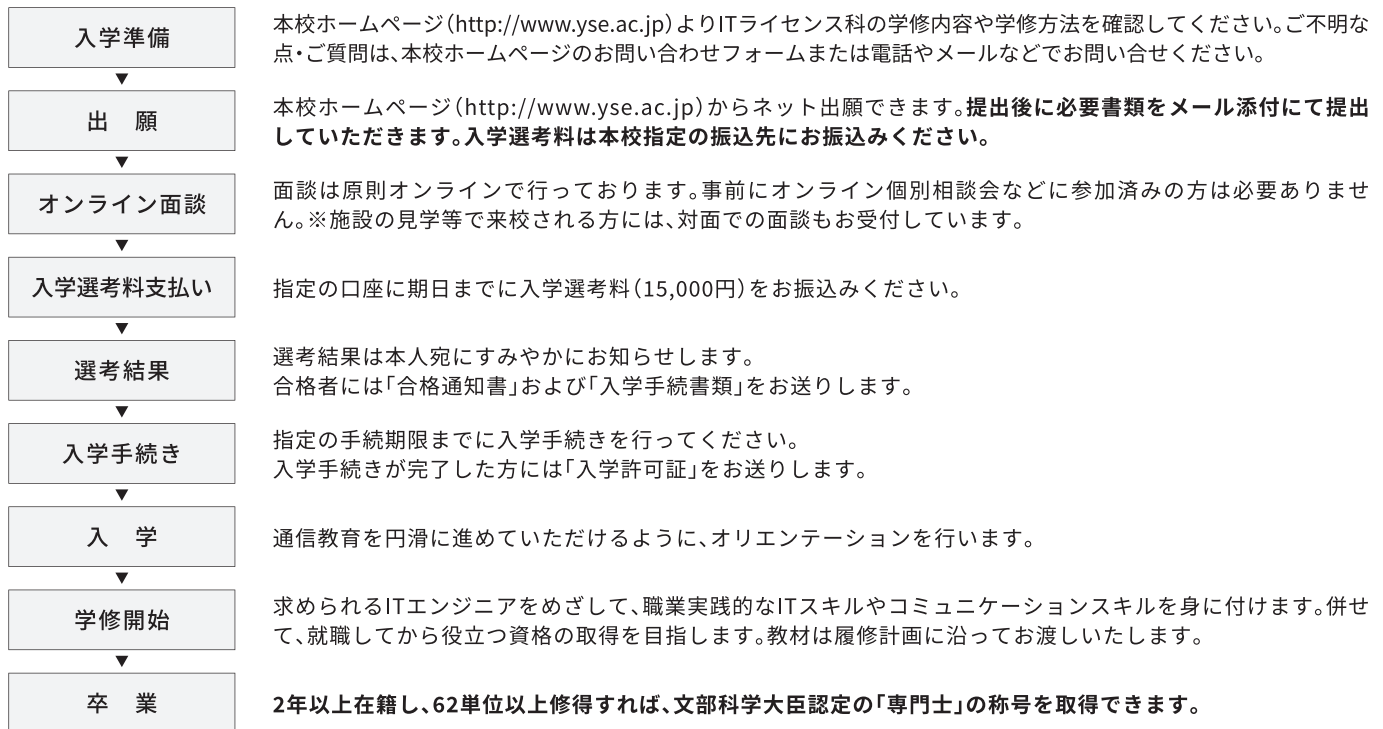 入学準備
本校ホームページ（http://www.yse.ac.jp）よりITライセンス科の学修内容や学修方法を確認してください。ご不明な
点・ご質問は、本校ホームページのお問い合わせフォームまたは電話やメールなどでお問い合せください。
▼
出　願
本校ホームページ（http://www.yse.ac.jp）からネット出願できます。提出後に必要書類をメール添付にて提出
していただきます。入学選考料は本校指定の振込先にお振込みください。
▼
オンライン面談
面談は原則オンラインで行っております。事前にオンライン個別相談会などに参加済みの方は必要ありませ
ん。※施設の見学等で来校される方には、対面での面談もお受付しています。
▼
入学選考料支払い
指定の口座に期日までに入学選考料（15,000円）をお振込みください。
▼
選考結果
選考結果は本人宛にすみやかにお知らせします。
合格者には「合格通知書」および「入学手続書類」をお送りします。
▼
入学手続き
指定の手続期限までに入学手続きを行ってください。
入学手続きが完了した方には「入学許可証」をお送りします。
▼
入　学
通信教育を円滑に進めていただけるように、オリエンテーションを行います。
▼
学修開始
求められるITエンジニアをめざして、職業実践的なITスキルやコミュニケーションスキルを身に付けます。併せ
て、就職してから役立つ資格の取得を目指します。教材は履修計画に沿ってお渡しいたします。
▼
卒　業
2年以上在籍し、62単位以上修得すれば、文部科学大臣認定の「専門士」の称号を取得できます。